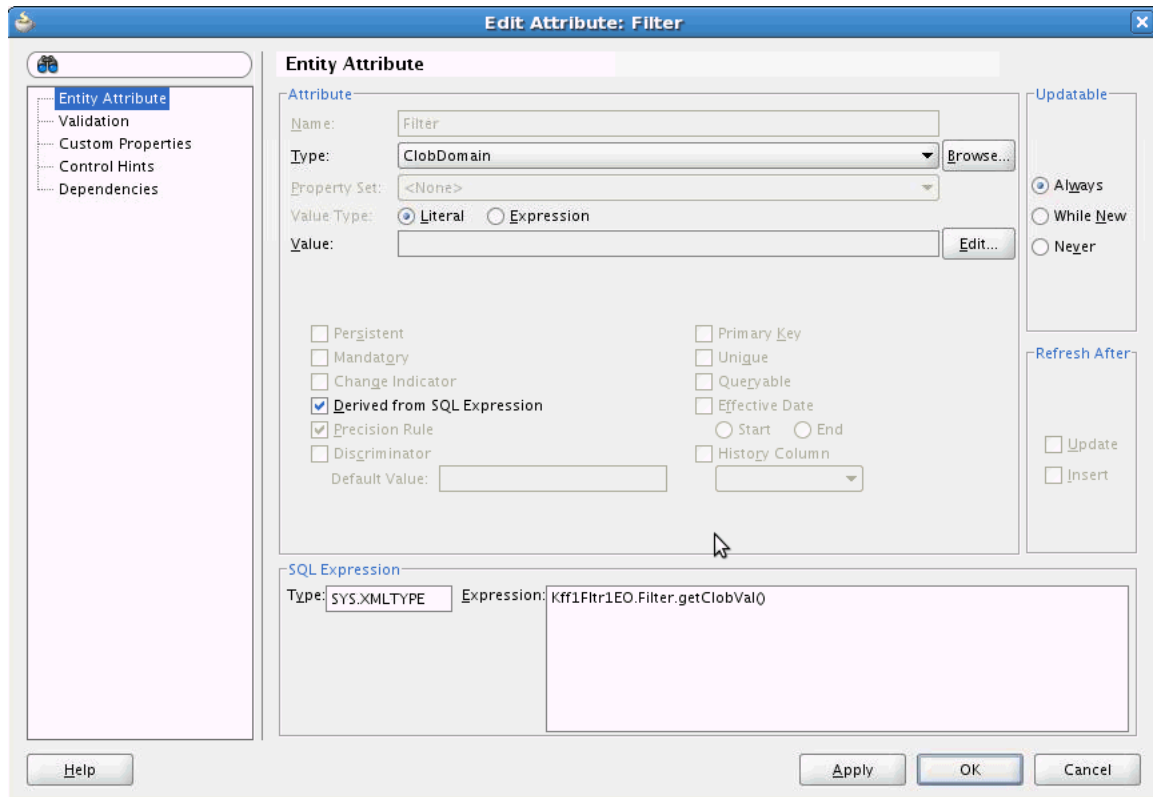 Edit Attribute: Filter
Entity Attribute
Validation
Custom Properties
Control Hints
Dependencies
Entity Attribute
Attribute
Name: Filter
Type: ClobDomain Browse...
Property Set: <None>
Value Type: Literal Expression
Value: Edit...
Persistent
Mandatory
Change Indicator
Derived from SQL Expression
Precision Rule
Discriminator
Default Value:
Primary Key
Unique
Queryable
Effective Date
Start End
History Column
Updatable
Always
While New
Never
Refresh After
Update
Insert
SQL Expression
Type: SYS.XMLTYPE Expression: Kff1Fltr1EO.Filter.getClobVal()
Help Apply OK Cancel